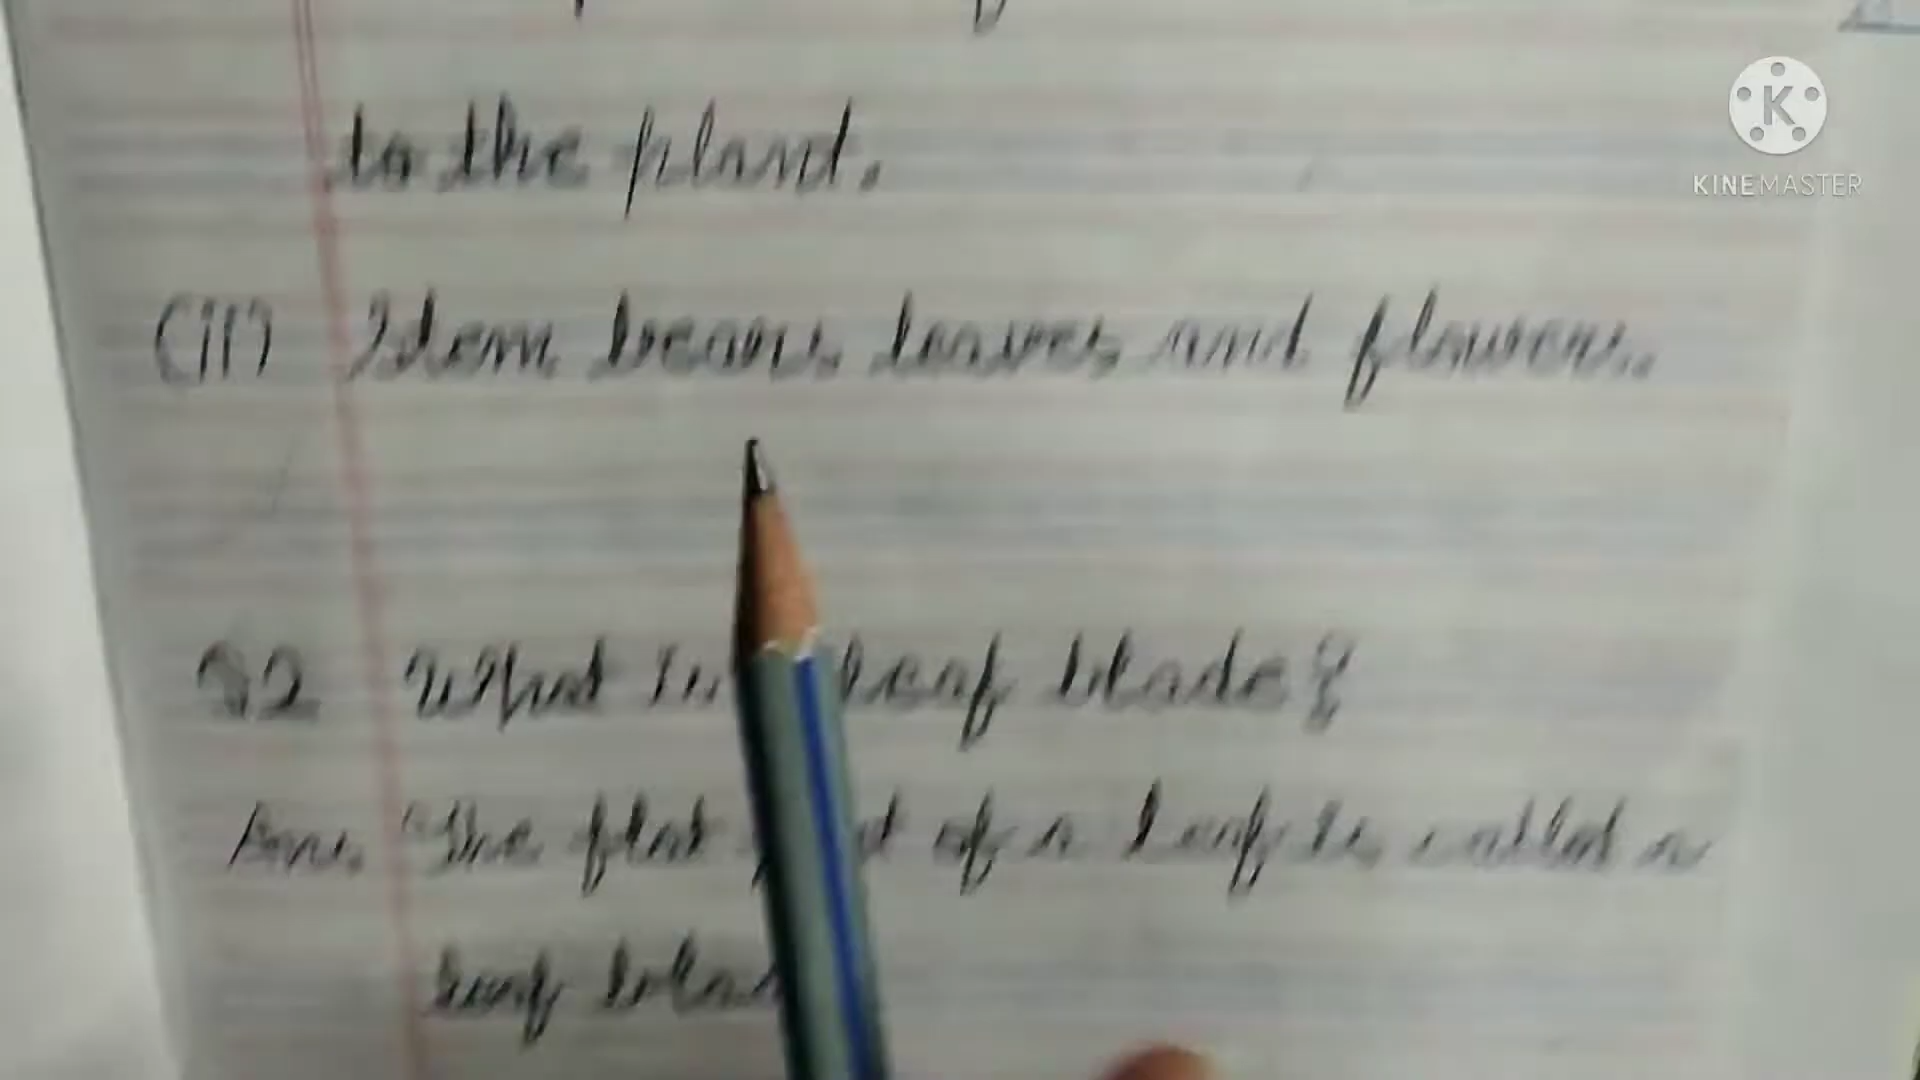 to the plant.
(ii) Stem bears leaves and flowers.
Q2 What is leaf blade?
Ans. The flat of a leaf is called a
leaf
KINEMASTER